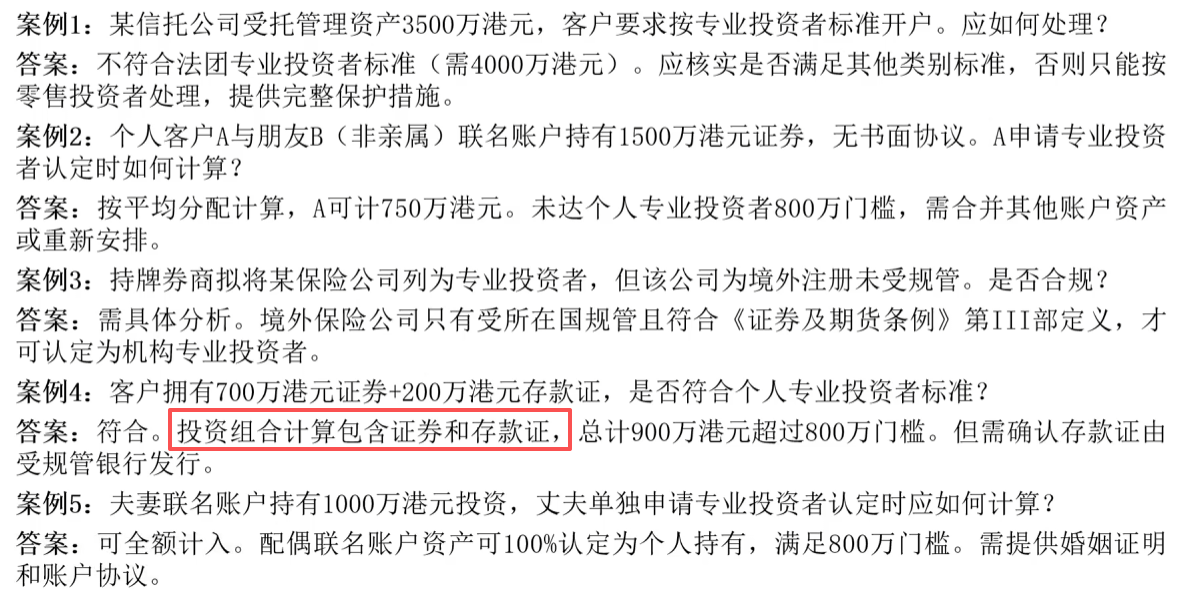 案例1：某信托公司受托管理资产3500万港元，客户要求按专业投资者标准开户。应如何处理？
答案：不符合法团专业投资者标准（需4000万港元）。应核实是否满足其他类别标准，否则只能按
零售投资者处理，提供完整保护措施。
案例2：个人客户A与朋友B（非亲属）联名账户持有1500万港元证券，无书面协议。A申请专业投资
者认定时如何计算？
答案：按平均分配计算，A可计750万港元。未达个人专业投资者800万门槛，需合并其他账户资产
或重新安排。
案例3：持牌券商拟将某保险公司列为专业投资者，但该公司为境外注册未受规管。是否合规？
答案：需具体分析。境外保险公司只有受所在国规管且符合《证券及期货条例》第III部定义，才
可认定为机构专业投资者。
案例4：客户拥有700万港元证券+200万港元存款证，是否符合个人专业投资者标准？
答案：符合。投资组合计算包含证券和存款证，总计900万港元超过800万门槛。但需确认存款证由
受规管银行发行。
案例5：夫妻联名账户持有1000万港元投资，丈夫单独申请专业投资者认定时应如何计算？
答案：可全额计入。配偶联名账户资产可100%认定为个人持有，满足800万门槛。需提供婚姻证明
和账户协议。